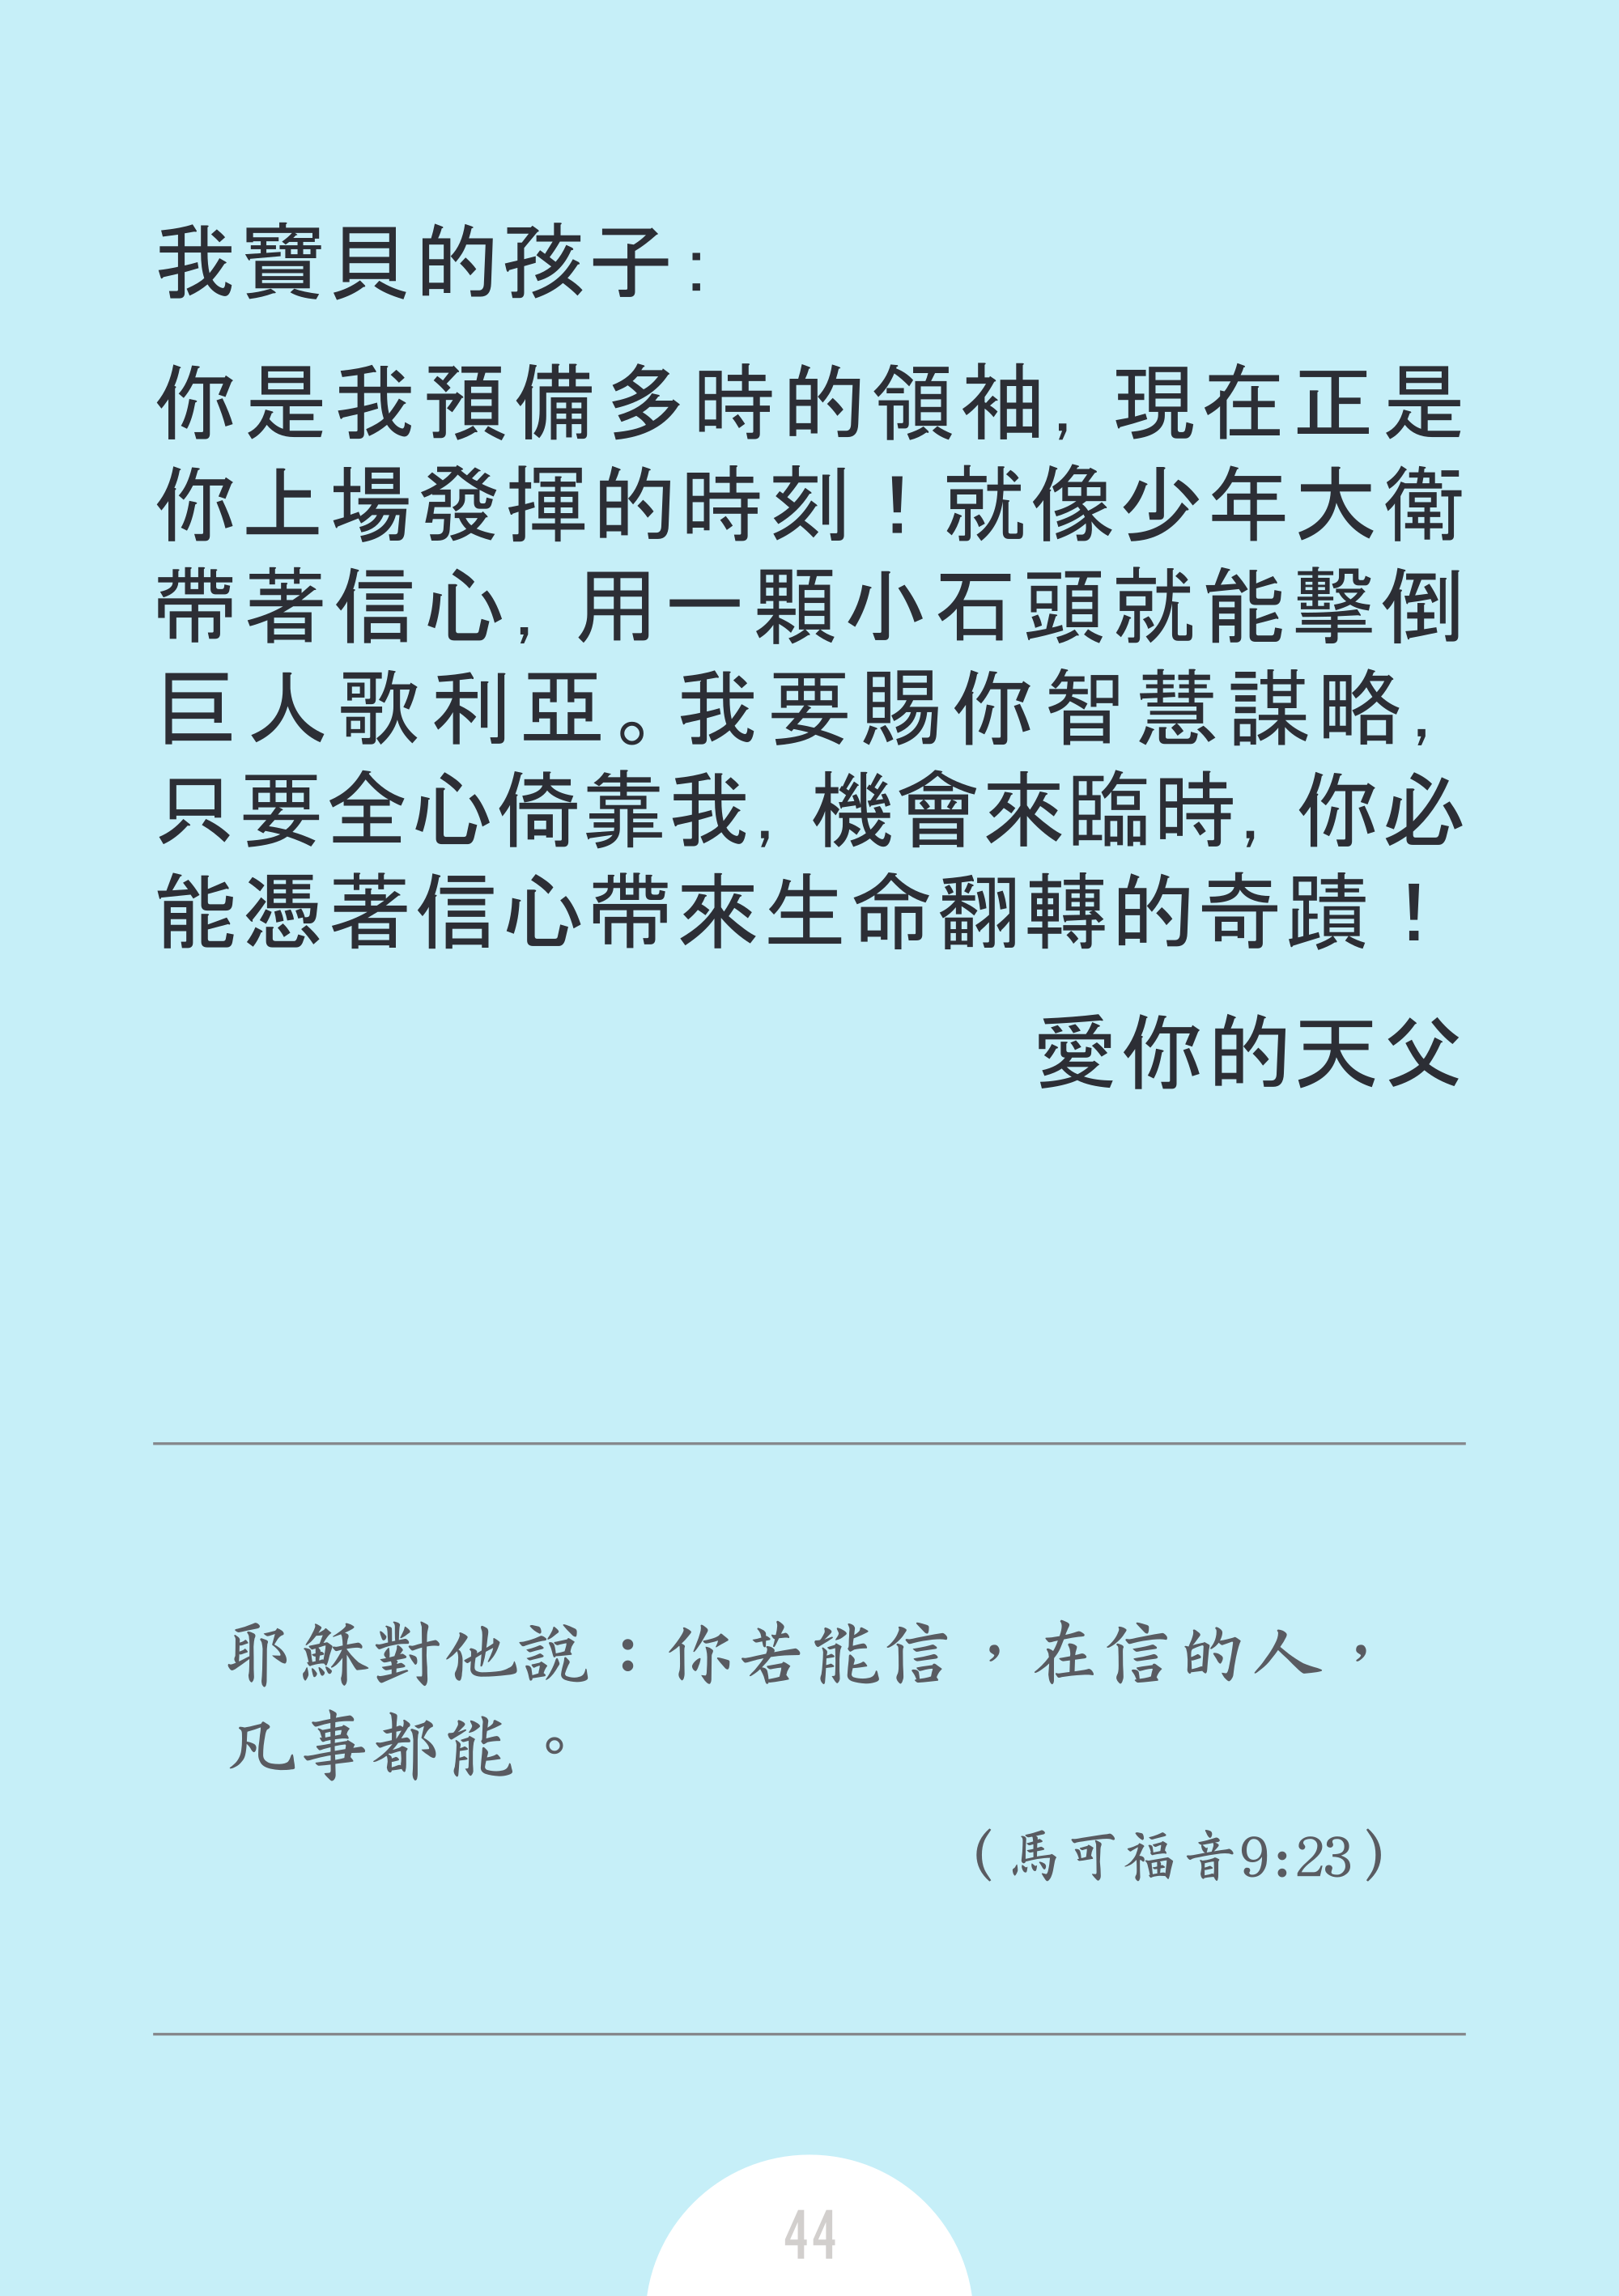 我寶貝的孩子：
你是我預備多時的領袖，現在正是
你上場發揮的時刻！就像少年大衛
帶著信心，用一顆小石頭就能擊倒
巨人歌利亞。我要賜你智慧謀略，
只要全心倚靠我，機會來臨時，你必
能憑著信心帶來生命翻轉的奇蹟！
愛你的天父
耶穌對他說：你若能信，在信的人，
凡事都能。
（馬可福音9:23）
44